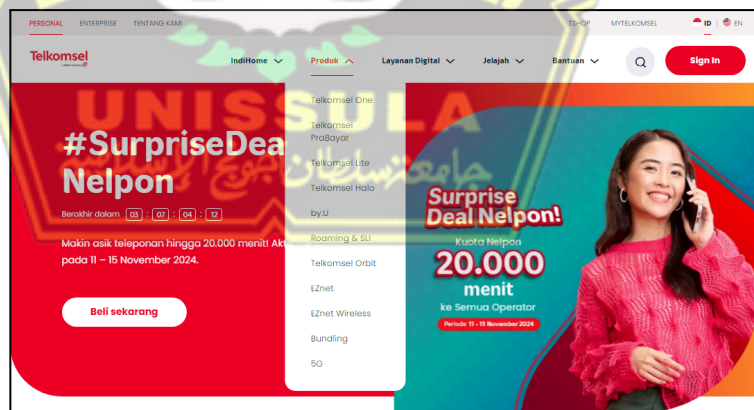 PERSONAL ENTERPRISE TENTANG KAMI TSHOP MYTELKOMSEL ID | EN
Telkomsel IndiHome Produk Layanan Digital Jelajah Bantuan Sign In
Telkomsel One
Telkomsel
PraBayar
Telkomsel Lite
Telkomsel Halo
by.U
Roaming & SLI
Telkomsel Orbit
EZnet
EZnet Wireless
Bundling
5G
UNISSULA
#SurpriseDea
Nelpon
Berakhir dalam 03 : 07 : 04 : 12
Makin asik teleponan hingga 20.000 menit! Akt
pada 11 – 15 November 2024.
Beli sekarang
Surprise
Deal Nelpon!
Kuota Nelpon
20.000
menit
ke Semua Operator
Periode 11 - 15 November 2024